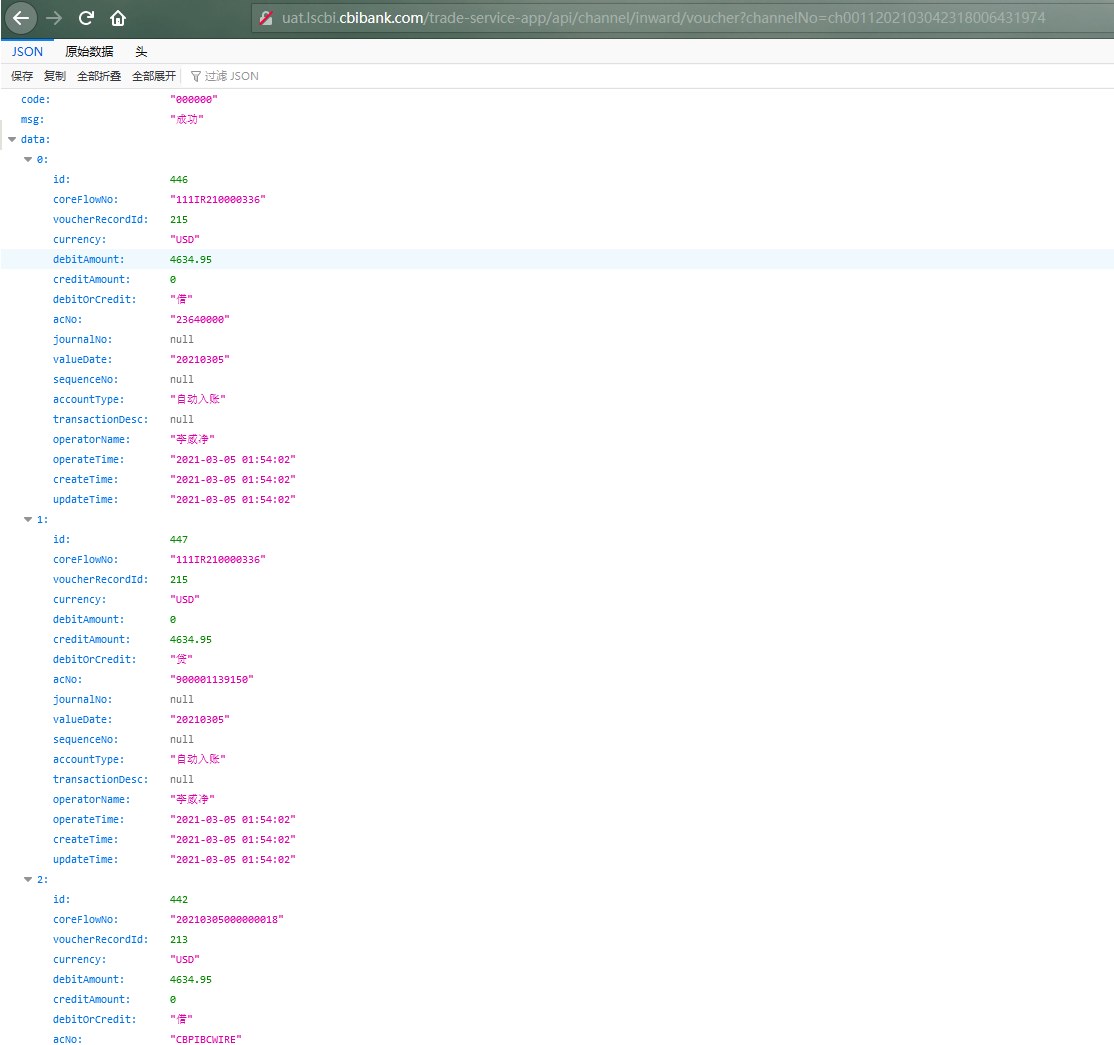 uat.lscbi.cbibank.com/trade-service-app/api/channel/inward/voucher?channelNo=ch00112021030423180064319​74
JSON 原始数据 头
保存 复制 全部折叠 全部展开 过滤 JSON
code: "000000"
msg: "成功"
data:
0:
id: 446
coreFlowNo: "111IR210000336"
voucherRecordId: 215
currency: "USD"
debitAmount: 4634.95
creditAmount: 0
debitOrCredit: "借"
acNo: "23640000"
journalNo: null
valueDate: "20210305"
sequenceNo: null
accountType: "自动入账"
transactionDesc: null
operatorName: "李威净"
operateTime: "2021-03-05 01:54:02"
createTime: "2021-03-05 01:54:02"
updateTime: "2021-03-05 01:54:02"
1:
id: 447
coreFlowNo: "111IR210000336"
voucherRecordId: 215
currency: "USD"
debitAmount: 0
creditAmount: 4634.95
debitOrCredit: "贷"
acNo: "900001139150"
journalNo: null
valueDate: "20210305"
sequenceNo: null
accountType: "自动入账"
transactionDesc: null
operatorName: "李威净"
operateTime: "2021-03-05 01:54:02"
createTime: "2021-03-05 01:54:02"
updateTime: "2021-03-05 01:54:02"
2:
id: 442
coreFlowNo: "20210305000000018"
voucherRecordId: 213
currency: "USD"
debitAmount: 4634.95
creditAmount: 0
debitOrCredit: "借"
acNo: "CBPIBCWIRE"